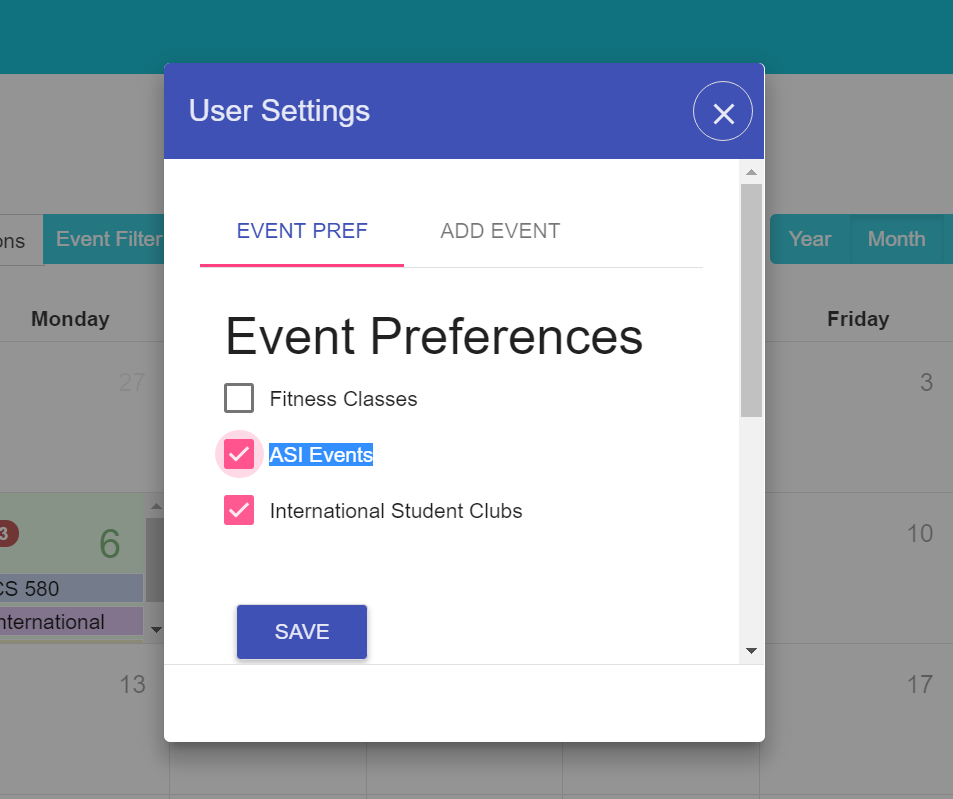 User Settings
EVENT PREF ADD EVENT
ons Event Filter Year Month
Monday Friday
Event Preferences
27 3
Fitness Classes
ASI Events
International Student Clubs
3 6 10
CS 580
nternational
SAVE
13 17